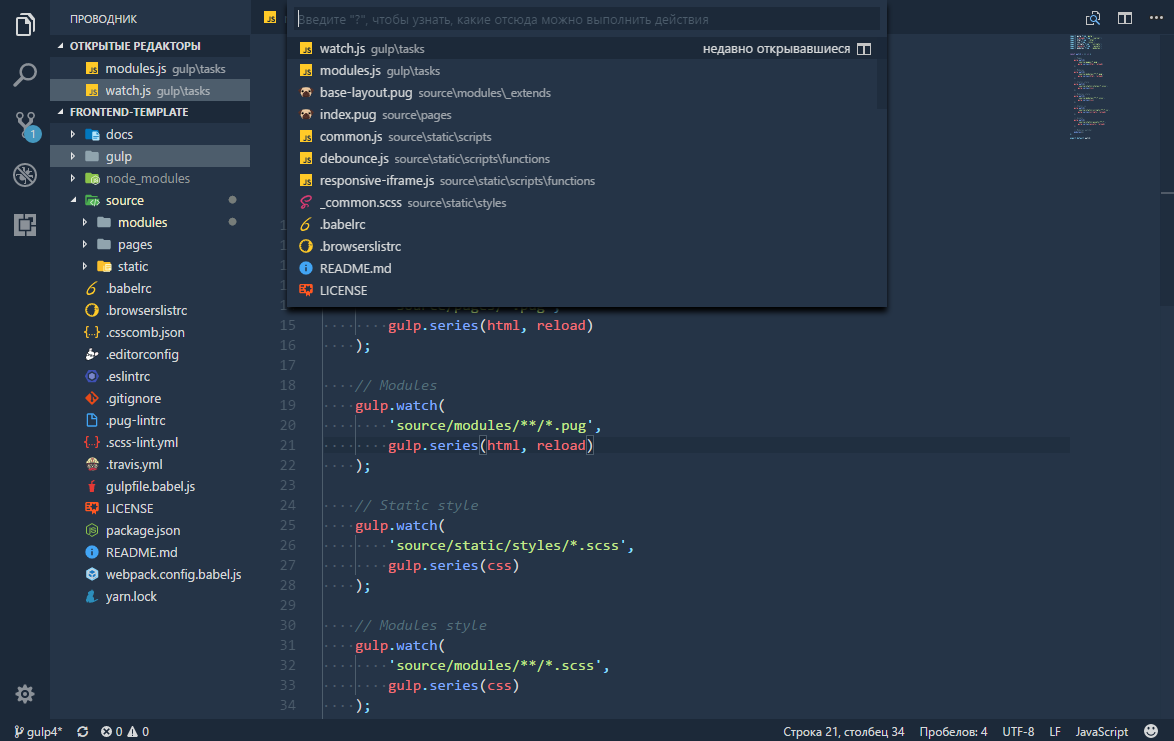 ПРОВОДНИК
ОТКРЫТЫЕ РЕДАКТОРЫ
modules.js gulp\tasks
watch.js gulp\tasks
FRONTEND-TEMPLATE
docs
gulp
node_modules
source
modules
pages
static
.babelrc
.browserslistrc
.csscomb.json
.editorconfig
.eslintrc
.gitignore
.pug-lintrc
.scss-lint.yml
.travis.yml
gulpfile.babel.js
LICENSE
package.json
README.md
webpack.config.babel.js
yarn.lock
1
JS
Введите "?", чтобы узнать, какие отсюда можно выполнить действия
watch.js gulp\tasks недавно открывавшиеся
modules.js gulp\tasks
base-layout.pug source\modules\_extends
index.pug source\pages
common.js source\static\scripts
debounce.js source\static\scripts\functions
responsive-iframe.js source\static\scripts\functions
_common.scss source\static\styles
.babelrc
.browserslistrc
README.md
LICENSE
15 gulp.series(html, reload)
16 );
17
18 // Modules
19 gulp.watch(
20 'source/modules/**/*.pug',
21 gulp.series(html, reload)
22 );
23
24 // Static style
25 gulp.watch(
26 'source/static/styles/*.scss',
27 gulp.series(css)
28 );
29
30 // Modules style
31 gulp.watch(
32 'source/modules/**/*.scss',
33 gulp.series(css)
34 );
gulp4* 0 0 Строка 21, столбец 34 Пробелов: 4 UTF-8 LF JavaScript